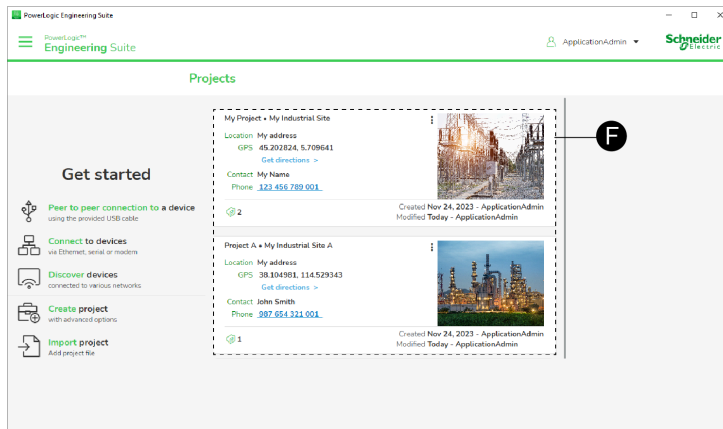 PowerLogic Engineering Suite
PowerLogic™
Engineering Suite
ApplicationAdmin
Schneider
Electric
Projects
Get started
Peer to peer connection to a device
using the provided USB cable
Connect to devices
via Ethernet, serial or modem
Discover devices
connected to various networks
Create project
with advanced options
Import project
Add project file
My Project • My Industrial Site
Location My address
GPS 45.202824, 5.709641
Get directions >
Contact My Name
Phone 123 456 789 001
2
Created Nov 24, 2023 - ApplicationAdmin
Modified Today - ApplicationAdmin
Project A • My Industrial Site A
Location My address
GPS 38.104981, 114.529343
Get directions >
Contact John Smith
Phone 987 654 321 001
1
Created Nov 24, 2023 - ApplicationAdmin
Modified Today - ApplicationAdmin
F